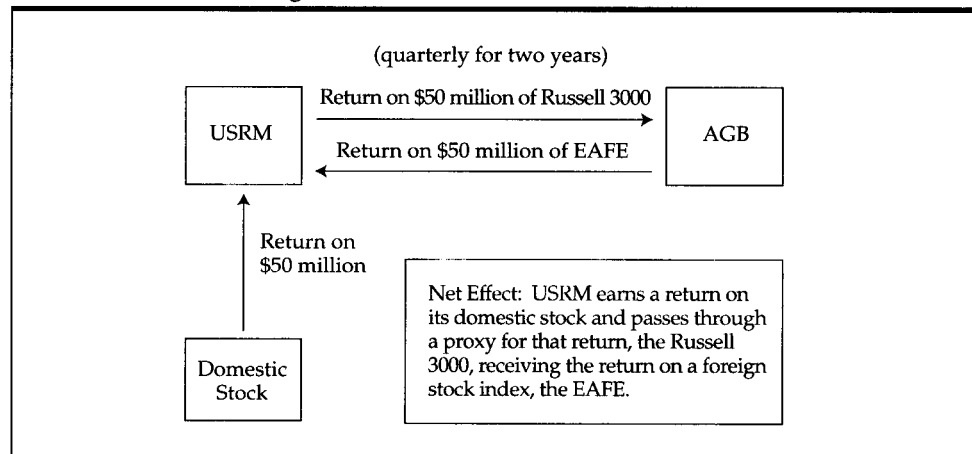 (quarterly for two years)
Return on $50 million of Russell 3000
USRM
AGB
Return on $50 million of EAFE
Return on
$50 million
Net Effect: USRM earns a return on
its domestic stock and passes through
a proxy for that return, the Russell
3000, receiving the return on a foreign
stock index, the EAFE.
Domestic
Stock